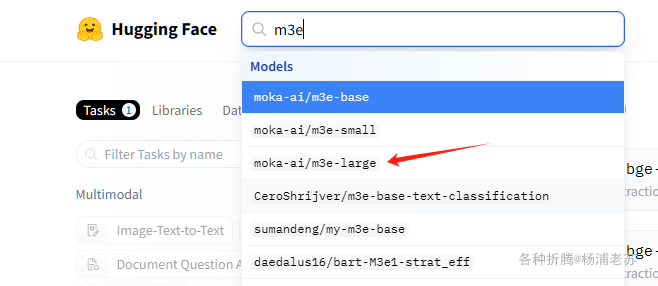 Hugging Face
m3e
Models
Tasks 1 Libraries Dat
moka-ai/m3e-base
moka-ai/m3e-small
Filter Tasks by name
moka-ai/m3e-large
bge-
raction
Multimodal
CeroShrijver/m3e-base-text-classification
Image-Text-to-Text
sumandeng/my-m3e-base
bge-
Document Question A
daedalus16/bart-M3e1-strat_eff
各种折腾@杨浦老苏